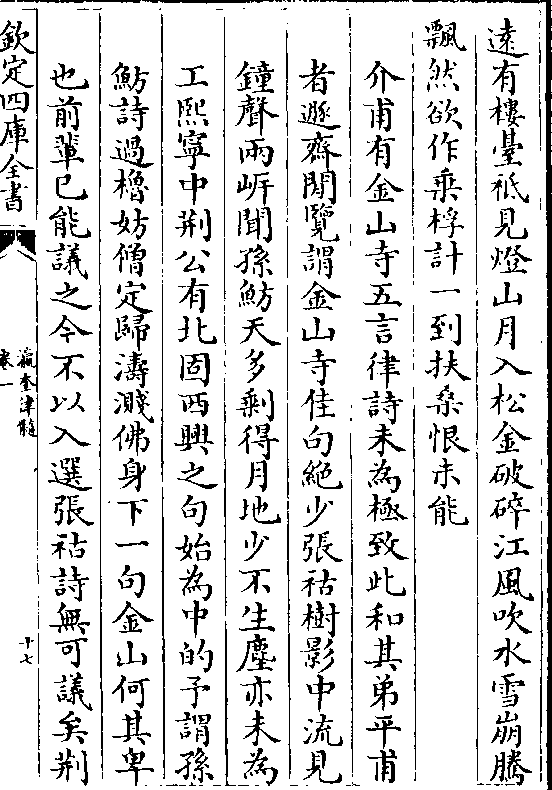 逺有樓臺祗見燈山月入松金破碎江風吹水雪崩騰
飄然欲作乗桴計一到扶桑恨未能
介甫有金山寺五言律詩未為極致此和其弟平甫
者遯齋閒覽謂金山寺佳句絶少張祜樹影中流見
鐘聲兩岸聞孫魴天多剩得月地少不生塵亦未為
工熙寧中荆公有北固西興之句始為中的予謂孫
魴詩過櫓妨僧定歸濤濺佛身下一句金山何其卑
也前軰已能議之今不以入選張祜詩無可議矣荆
欽定四庫全書
瀛奎律髓
卷一
十七